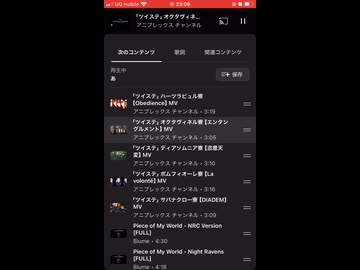 UQ mobile
23:06
「ツイステ」オクタヴィネ...
アニプレックス チャンネル
次のコンテンツ
歌詞
関連コンテンツ
再生中
あ
保存
「ツイステ」ハーツラビュル寮
【Obedience】MV
アニプレックス チャンネル・3:19
「ツイステ」オクタヴィネル寮【エンタン
グルメント】MV
アニプレックス チャンネル・3:05
「ツイステ」ディアソムニア寮【恣意天
変】MV
アニプレックス チャンネル・3:10
「ツイステ」ポムフィオーレ寮【La
volonté】MV
アニプレックス チャンネル・3:16
「ツイステ」サバナクロー寮【DIADEM】
MV
アニプレックス チャンネル・3:09
Piece of My World - NRC Version
[FULL]
Blume・4:30
Piece of My World - Night Ravens
[FULL]
Blume・4:18